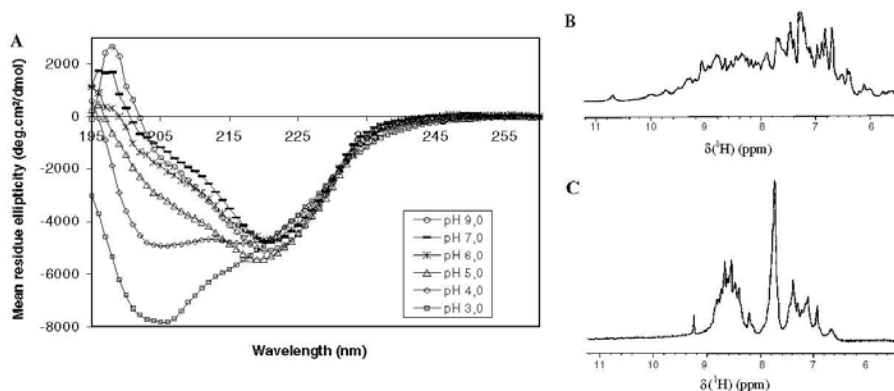 A
Mean residue ellipticity (deg.cm²/dmol)
2000
0
-2000
-4000
-6000
-8000
195
205
215
225
235
245
255
pH 9,0
pH 7,0
pH 6,0
pH 5,0
pH 4,0
pH 3,0
Wavelength (nm)
B
11
10
9
8
7
6
δ(¹H) (ppm)
C
11
10
9
8
7
6
δ(¹H) (ppm)